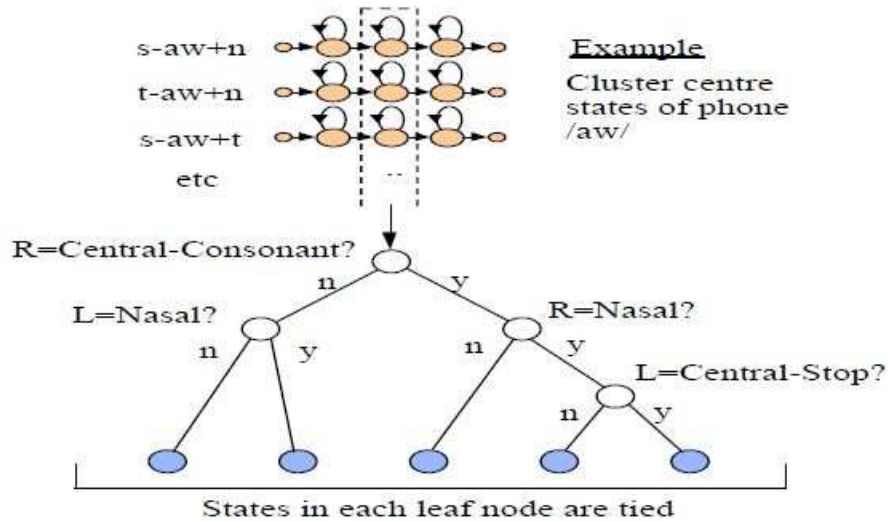 s-aw+n
t-aw+n
s-aw+t
etc
..
Example
Cluster centre
states of phone
/aw/
R=Central-Consonant?
n
y
L=Nasal?
R=Nasal?
n
y
n
y
L=Central-Stop?
n
y
States in each leaf node are tied